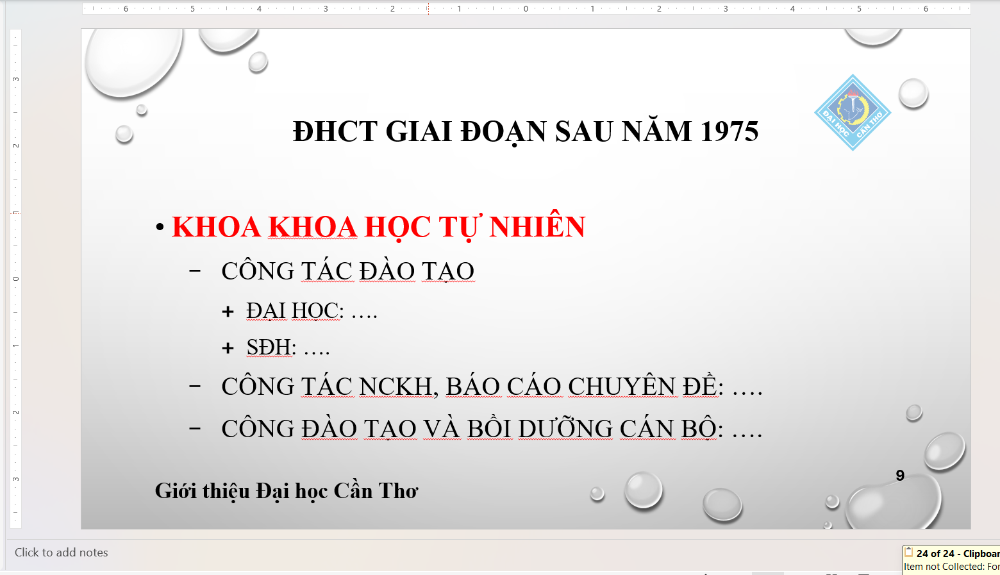 6 5 4 3 2 1 0 1 2 3 4 5 6
3
2
1
0
1
2
3
ĐẠI HỌC CẦN THƠ
ĐHCT GIAI ĐOẠN SAU NĂM 1975
• KHOA KHOA HỌC TỰ NHIÊN
− CÔNG TÁC ĐÀO TẠO
+ ĐẠI HỌC: ….
+ SĐH: ….
− CÔNG TÁC NCKH, BÁO CÁO CHUYÊN ĐỀ: ….
− CÔNG ĐÀO TẠO VÀ BỒI DƯỠNG CÁN BỘ: ….
9
Giới thiệu Đại học Cần Thơ
Click to add notes
24 of 24 - Clipboar
Item not Collected: For